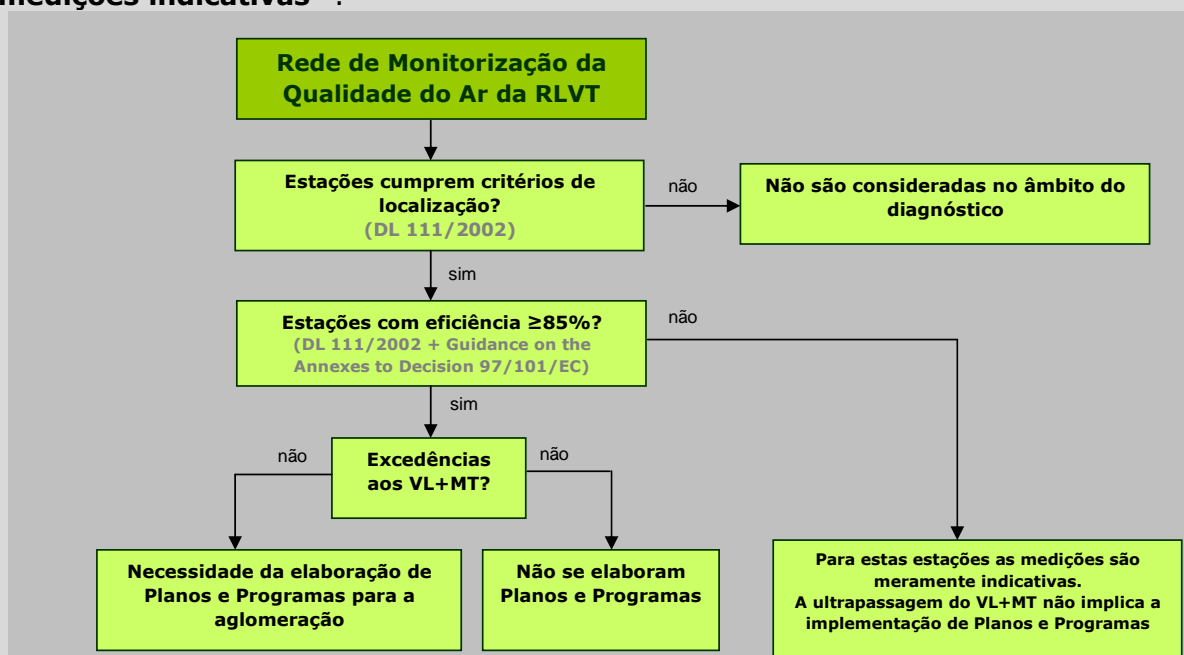 medições indicativas" .
Rede de Monitorização da
Qualidade do Ar da RLVT
Estações cumprem critérios de
localização?
(DL 111/2002)
não
Não são consideradas no âmbito do
diagnóstico
sim
Estações com eficiência ≥85%?
(DL 111/2002 + Guidance on the
Annexes to Decision 97/101/EC)
não
sim
não
Excedências
aos VL+MT?
não
Necessidade da elaboração de
Planos e Programas para a
aglomeração
Não se elaboram
Planos e Programas
Para estas estações as medições são
meramente indicativas.
A ultrapassagem do VL+MT não implica a
implementação de Planos e Programas